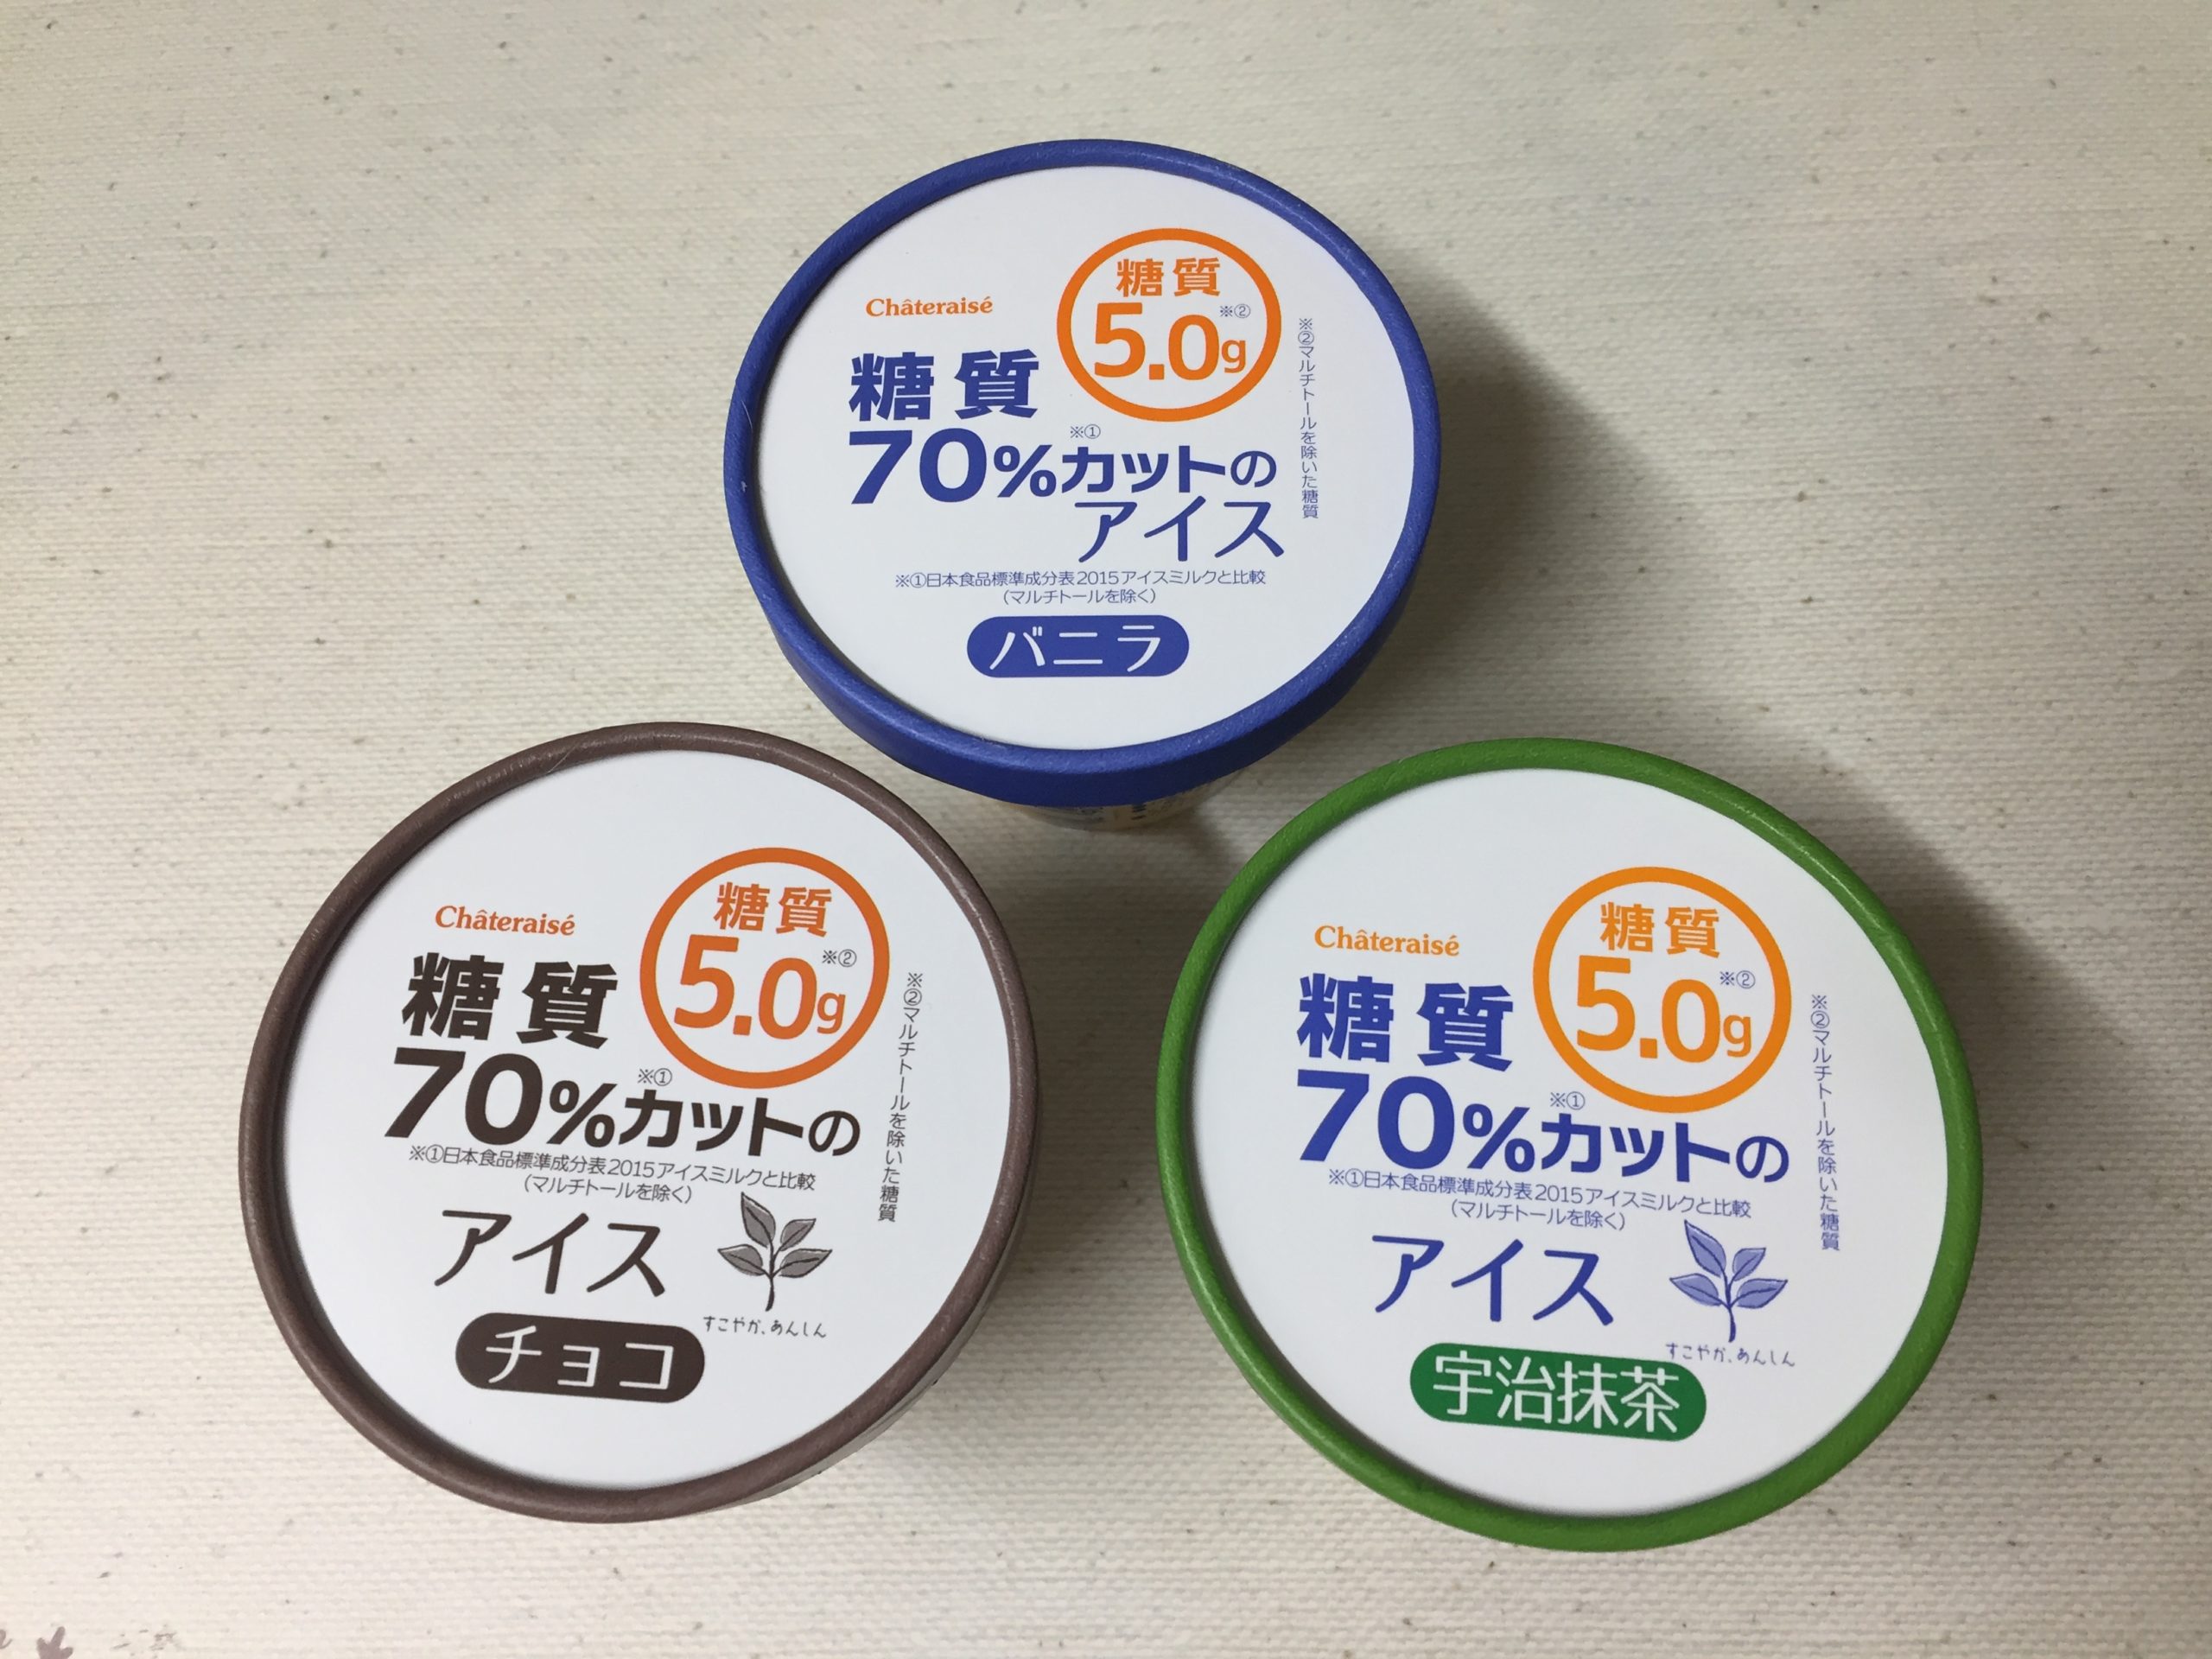 Châteraisé
糖質
5.0g※②
糖質
70%カットの※①
アイス
※①日本食品標準成分表2015アイスミルクと比較
(マルチトールを除く)
バニラ
※②マルチトールを除いた糖質
Châteraisé
糖質
5.0g※②
糖質
70%カットの※①
※①日本食品標準成分表2015アイスミルクと比較
(マルチトールを除く)
アイス
すこやか、あんしん
チョコ
※②マルチトールを除いた糖質
Châteraisé
糖質
5.0g※②
糖質
70%カットの※①
※①日本食品標準成分表2015アイスミルクと比較
(マルチトールを除く)
アイス
すこやか、あんしん
宇治抹茶
※②マルチトールを除いた糖質